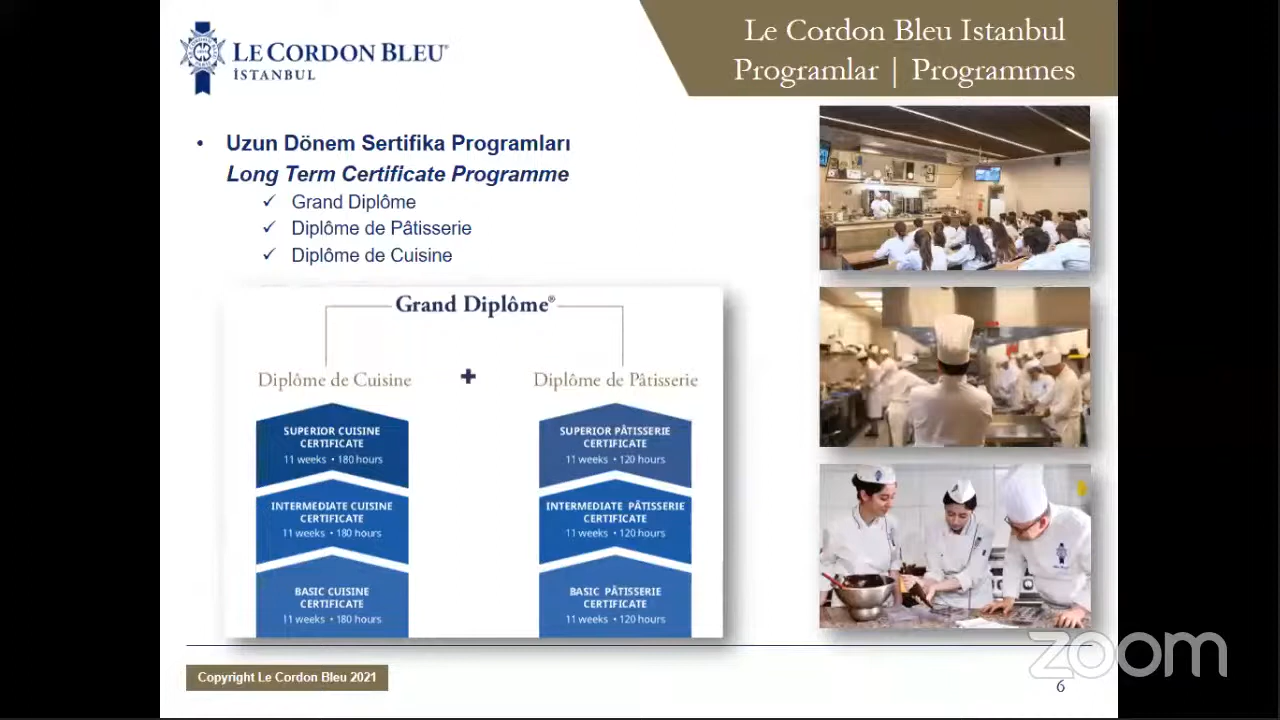 LE CORDON BLEU®
İSTANBUL
Le Cordon Bleu Istanbul
Programlar | Programmes
• Uzun Dönem Sertifika Programları
Long Term Certificate Programme
✓ Grand Diplôme
✓ Diplôme de Pâtisserie
✓ Diplôme de Cuisine
Grand Diplôme®
Diplôme de Cuisine + Diplôme de Pâtisserie
SUPERIOR CUISINE
CERTIFICATE
11 weeks • 180 hours
INTERMEDIATE CUISINE
CERTIFICATE
11 weeks • 180 hours
BASIC CUISINE
CERTIFICATE
11 weeks • 180 hours
SUPERIOR PÂTISSERIE
CERTIFICATE
11 weeks • 120 hours
INTERMEDIATE PÂTISSERIE
CERTIFICATE
11 weeks • 120 hours
BASIC PÂTISSERIE
CERTIFICATE
11 weeks • 120 hours
Copyright Le Cordon Bleu 2021
zoom
6